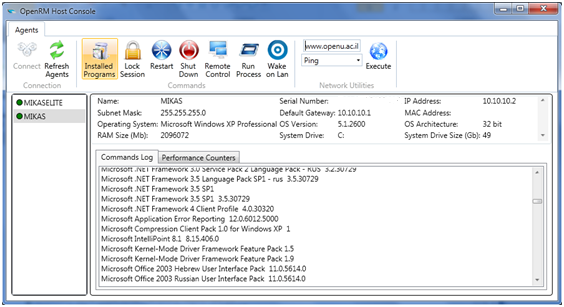 OpenRM Host Console
Agents
Connect
Refresh Agents
Installed Programs
Lock Session
Restart
Shut Down
Remote Control
Run Process
Wake on Lan
www.openu.ac.il
Ping
Execute
Connection
Commands
Network Utilities
MIKASELITE
MIKAS
Name: MIKAS Serial Number: IP Address: 10.10.10.2
Subnet Mask: 255.255.255.0 Default Gateway: 10.10.10.1 MAC Address:
Operating System: Microsoft Windows XP Professional OS Version: 5.1.2600 OS Architecture: 32 bit
RAM Size (Mb): 2096072 System Drive: C: System Drive Size (Gb): 49
Commands Log Performance Counters
Microsoft .NET Framework 3.0 Service Pack 2 Language Pack - RUS 3.2.30729
Microsoft .NET Framework 3.5 Language Pack SP1 - rus 3.5.30729
Microsoft .NET Framework 3.5 SP1
Microsoft .NET Framework 3.5 SP1 3.5.30729
Microsoft .NET Framework 4 Client Profile 4.0.30320
Microsoft Application Error Reporting 12.0.6012.5000
Microsoft Compression Client Pack 1.0 for Windows XP 1
Microsoft IntelliPoint 8.1 8.15.406.0
Microsoft Kernel-Mode Driver Framework Feature Pack 1.5
Microsoft Kernel-Mode Driver Framework Feature Pack 1.9
Microsoft Office 2003 Hebrew User Interface Pack 11.0.5614.0
Microsoft Office 2003 Russian User Interface Pack 11.0.5614.0